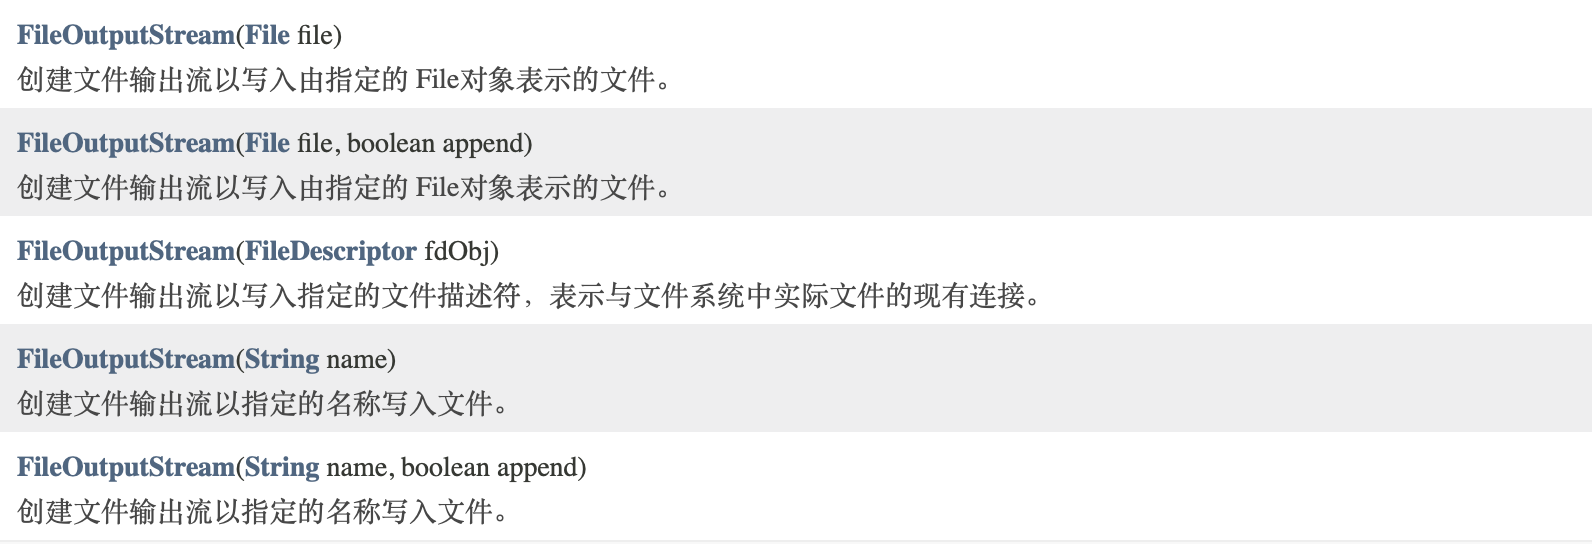 FileOutputStream(File file)
创建文件输出流以写入由指定的 File对象表示的文件。
FileOutputStream(File file, boolean append)
创建文件输出流以写入由指定的 File对象表示的文件。
FileOutputStream(FileDescriptor fdObj)
创建文件输出流以写入指定的文件描述符，表示与文件系统中实际文件的现有连接。
FileOutputStream(String name)
创建文件输出流以指定的名称写入文件。
FileOutputStream(String name, boolean append)
创建文件输出流以指定的名称写入文件。